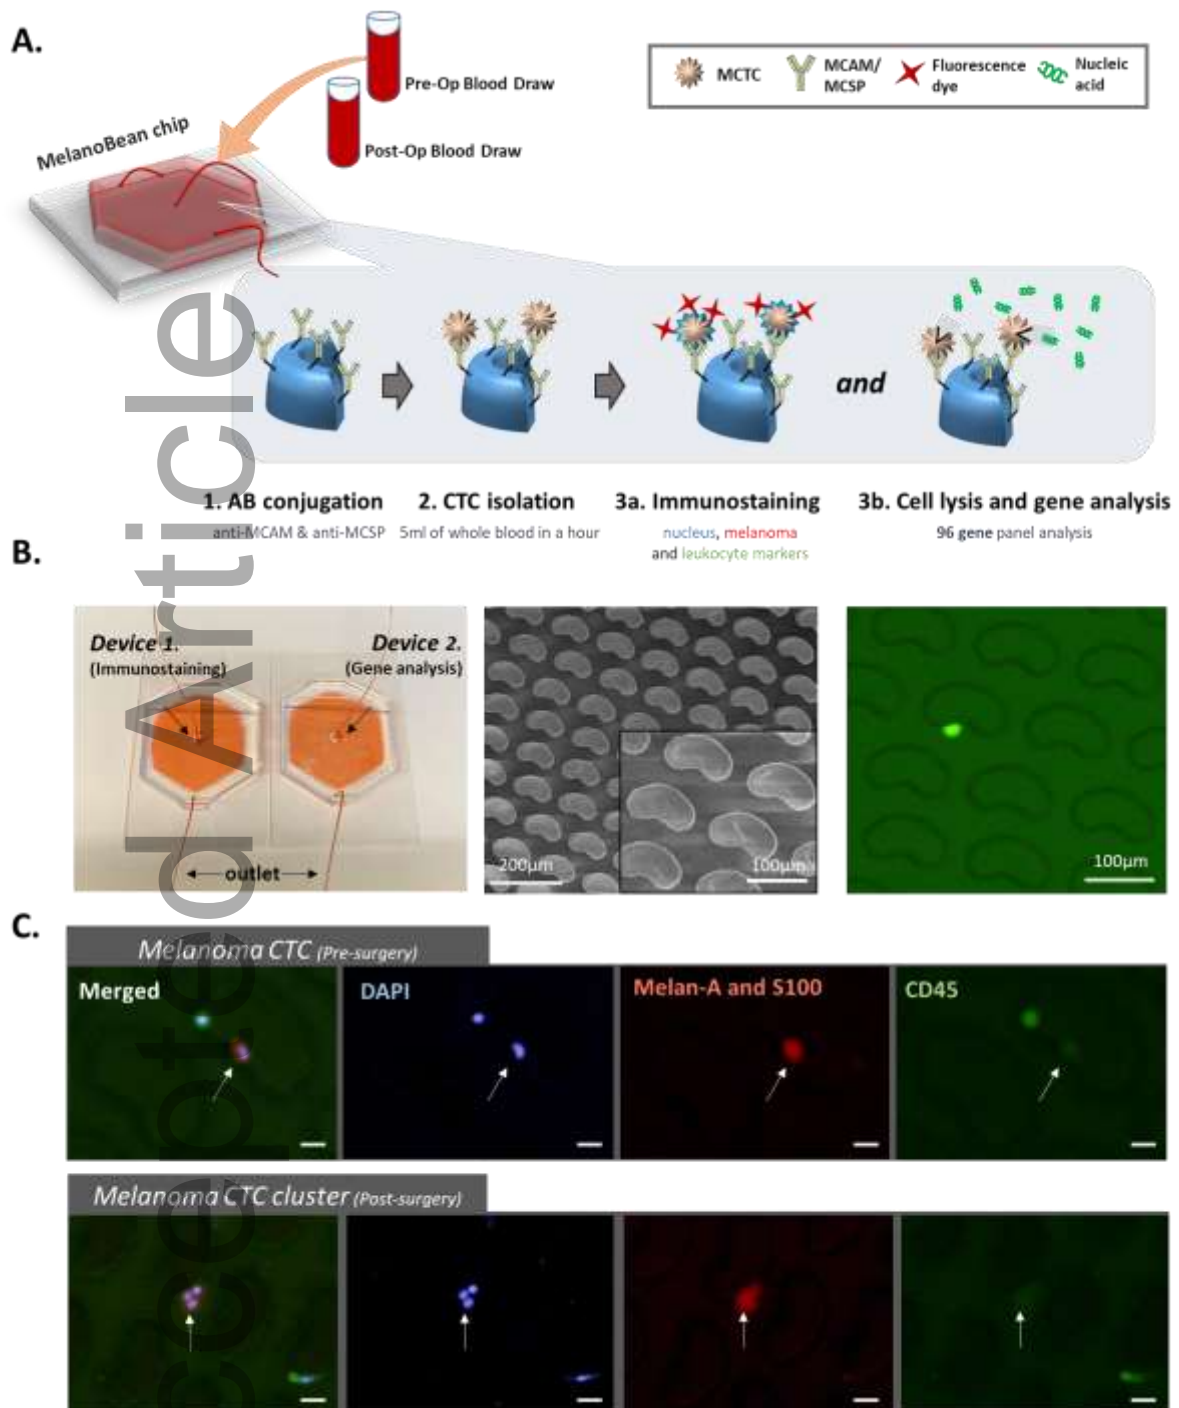 A.
Pre-Op Blood Draw
Post-Op Blood Draw
MelanoBean chip
MCTC
MCAM/
MCSP
Fluorescence
dye
Nucleic
acid
and
1. AB conjugation
anti-MCAM & anti-MCSP
2. CTC isolation
5ml of whole blood in a hour
3a. Immunostaining
nucleus, melanoma
and leukocyte markers
3b. Cell lysis and gene analysis
96 gene panel analysis
B.
Device 1.
(Immunostaining)
Device 2.
(Gene analysis)
outlet
200µm
100µm
100µm
C.
Melanoma CTC (Pre-surgery)
Merged
DAPI
Melan-A and S100
CD45
Melanoma CTC cluster (Post-surgery)
ccepted Article